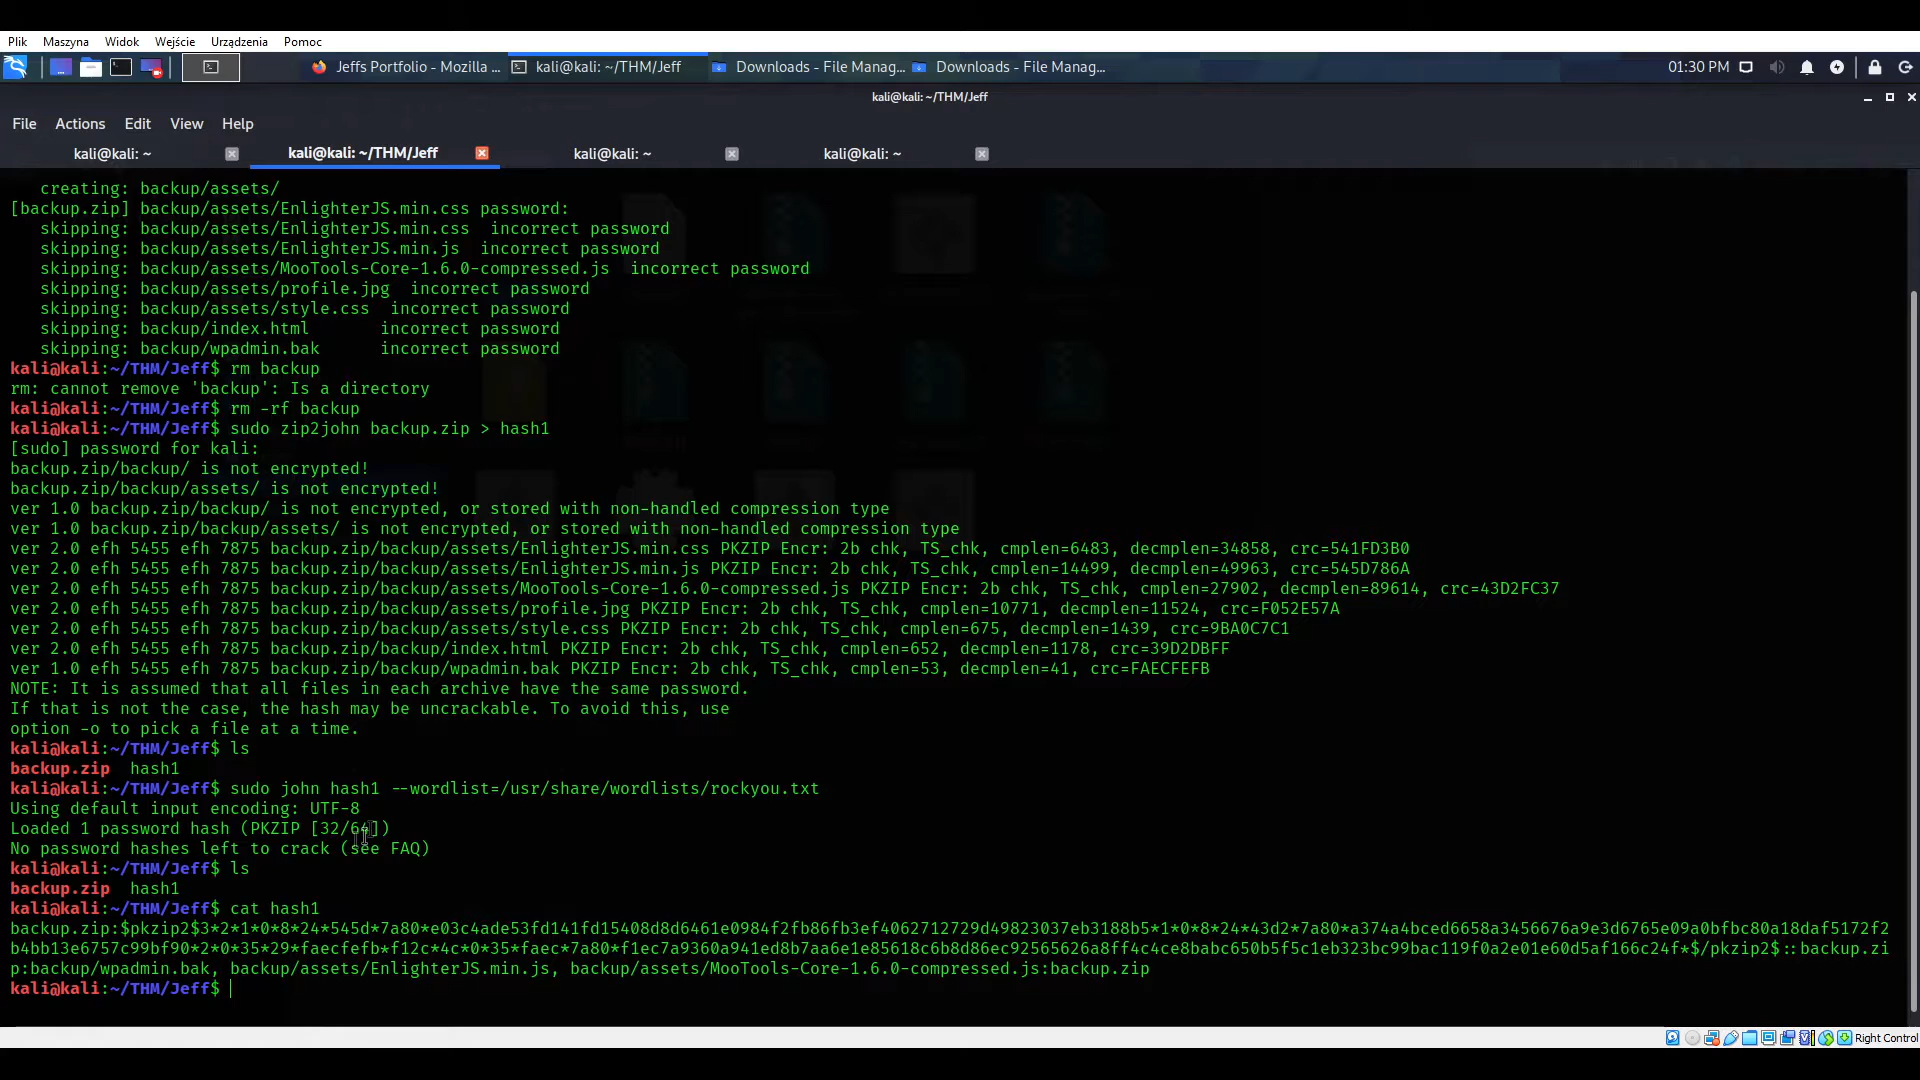 Plik Maszyna Widok Wejście Urządzenia Pomoc
Jeffs Portfolio - Mozilla ... kali@kali: ~/THM/Jeff Downloads - File Manag... Downloads - File Manag... 01:30 PM
kali@kali: ~/THM/Jeff
File Actions Edit View Help
kali@kali: ~ kali@kali: ~/THM/Jeff kali@kali: ~ kali@kali: ~
creating: backup/assets/
[backup.zip] backup/assets/EnlighterJS.min.css password:
skipping: backup/assets/EnlighterJS.min.css incorrect password
skipping: backup/assets/EnlighterJS.min.js incorrect password
skipping: backup/assets/MooTools-Core-1.6.0-compressed.js incorrect password
skipping: backup/assets/profile.jpg incorrect password
skipping: backup/assets/style.css incorrect password
skipping: backup/index.html incorrect password
skipping: backup/wpadmin.bak incorrect password
kali@kali:~/THM/Jeff$ rm backup
rm: cannot remove 'backup': Is a directory
kali@kali:~/THM/Jeff$ rm -rf backup
kali@kali:~/THM/Jeff$ sudo zip2john backup.zip > hash1
[sudo] password for kali:
backup.zip/backup/ is not encrypted!
backup.zip/backup/assets/ is not encrypted!
ver 1.0 backup.zip/backup/ is not encrypted, or stored with non-handled compression type
ver 1.0 backup.zip/backup/assets/ is not encrypted, or stored with non-handled compression type
ver 2.0 efh 5455 efh 7875 backup.zip/backup/assets/EnlighterJS.min.css PKZIP Encr: 2b chk, TS_chk, cmplen=6483, decmplen=34858, crc=541FD3B0
ver 2.0 efh 5455 efh 7875 backup.zip/backup/assets/EnlighterJS.min.js PKZIP Encr: 2b chk, TS_chk, cmplen=14499, decmplen=49963, crc=545D786A
ver 2.0 efh 5455 efh 7875 backup.zip/backup/assets/MooTools-Core-1.6.0-compressed.js PKZIP Encr: 2b chk, TS_chk, cmplen=27902, decmplen=89614, crc=43D2FC37
ver 2.0 efh 5455 efh 7875 backup.zip/backup/assets/profile.jpg PKZIP Encr: 2b chk, TS_chk, cmplen=10771, decmplen=11524, crc=F052E57A
ver 2.0 efh 5455 efh 7875 backup.zip/backup/assets/style.css PKZIP Encr: 2b chk, TS_chk, cmplen=675, decmplen=1439, crc=9BA0C7C1
ver 2.0 efh 5455 efh 7875 backup.zip/backup/index.html PKZIP Encr: 2b chk, TS_chk, cmplen=652, decmplen=1178, crc=39D2DBFF
ver 1.0 efh 5455 efh 7875 backup.zip/backup/wpadmin.bak PKZIP Encr: 2b chk, TS_chk, cmplen=53, decmplen=41, crc=FAECFEFB
NOTE: It is assumed that all files in each archive have the same password.
If that is not the case, the hash may be uncrackable. To avoid this, use
option -o to pick a file at a time.
kali@kali:~/THM/Jeff$ ls
backup.zip hash1
kali@kali:~/THM/Jeff$ sudo john hash1 --wordlist=/usr/share/wordlists/rockyou.txt
Using default input encoding: UTF-8
Loaded 1 password hash (PKZIP [32/64])
No password hashes left to crack (see FAQ)
kali@kali:~/THM/Jeff$ ls
backup.zip hash1
kali@kali:~/THM/Jeff$ cat hash1
backup.zip:$pkzip2$3*2*1*0*8*24*545d*7a80*e03c4ade53fd141fd15408d8d6461e0984f2fb86fb3ef4062712729d49823037eb3188b5*1*0*8*24*43d2*7a80*a374a4bced6658a3456676a9e3d6765e09a0bfbc80a18daf5172f2
b4bb13e6757c99bf90*2*0*35*29*faecfefb*f12c*4c*0*35*faec*7a80*f1ec7a9360a941ed8b7aa6e1e85618c6b8d86ec92565626a8ff4c4ce8babc650b5f5c1eb323bc99bac119f0a2e01e60d5af166c24f*$/pkzip2$::backup.zi
p:backup/wpadmin.bak, backup/assets/EnlighterJS.min.js, backup/assets/MooTools-Core-1.6.0-compressed.js:backup.zip
kali@kali:~/THM/Jeff$
Right Control